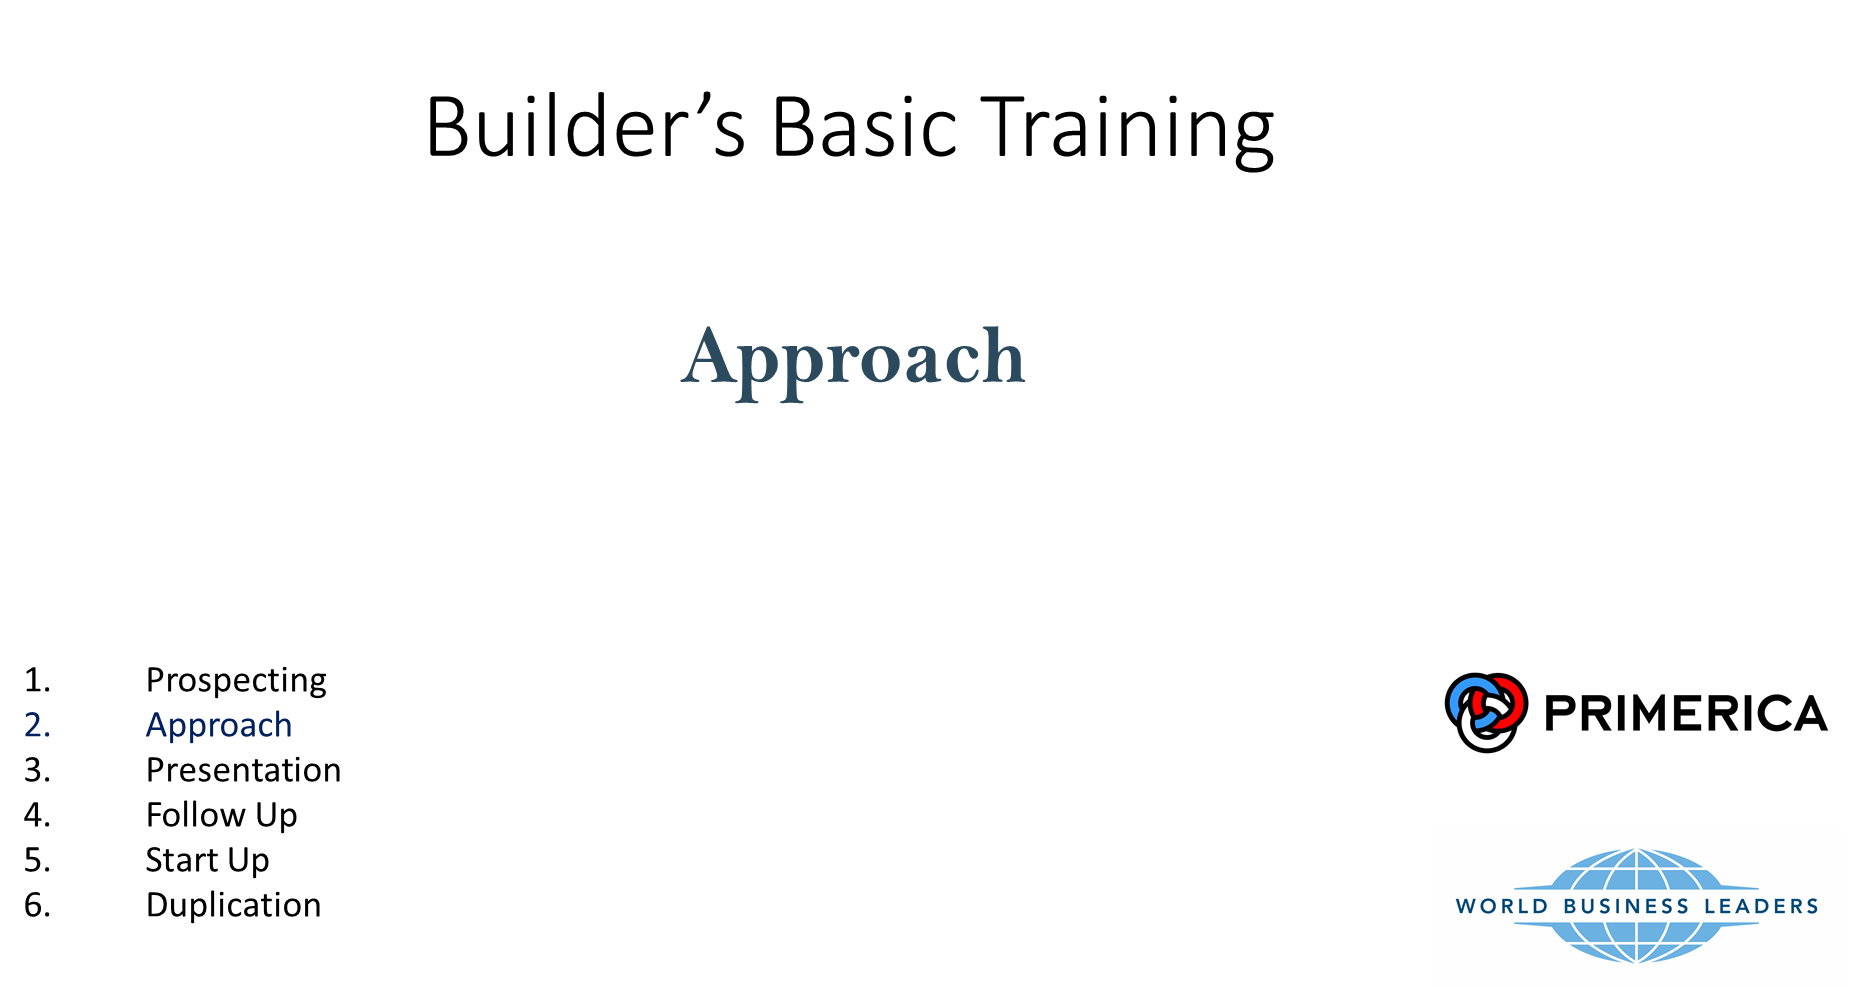 Builder’s Basic Training
Approach
1. Prospecting
2. Approach
3. Presentation
4. Follow Up
5. Start Up
6. Duplication
PRIMERICA
WORLD BUSINESS LEADERS